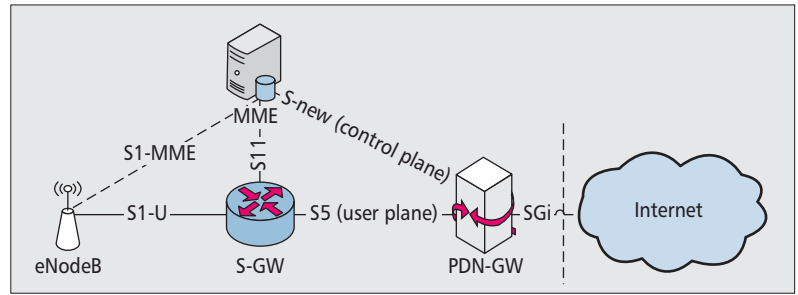 MME
S-new (control plane)
S1-MME
S11
S1-U
S5 (user plane)
SGi
Internet
eNodeB
S-GW
PDN-GW